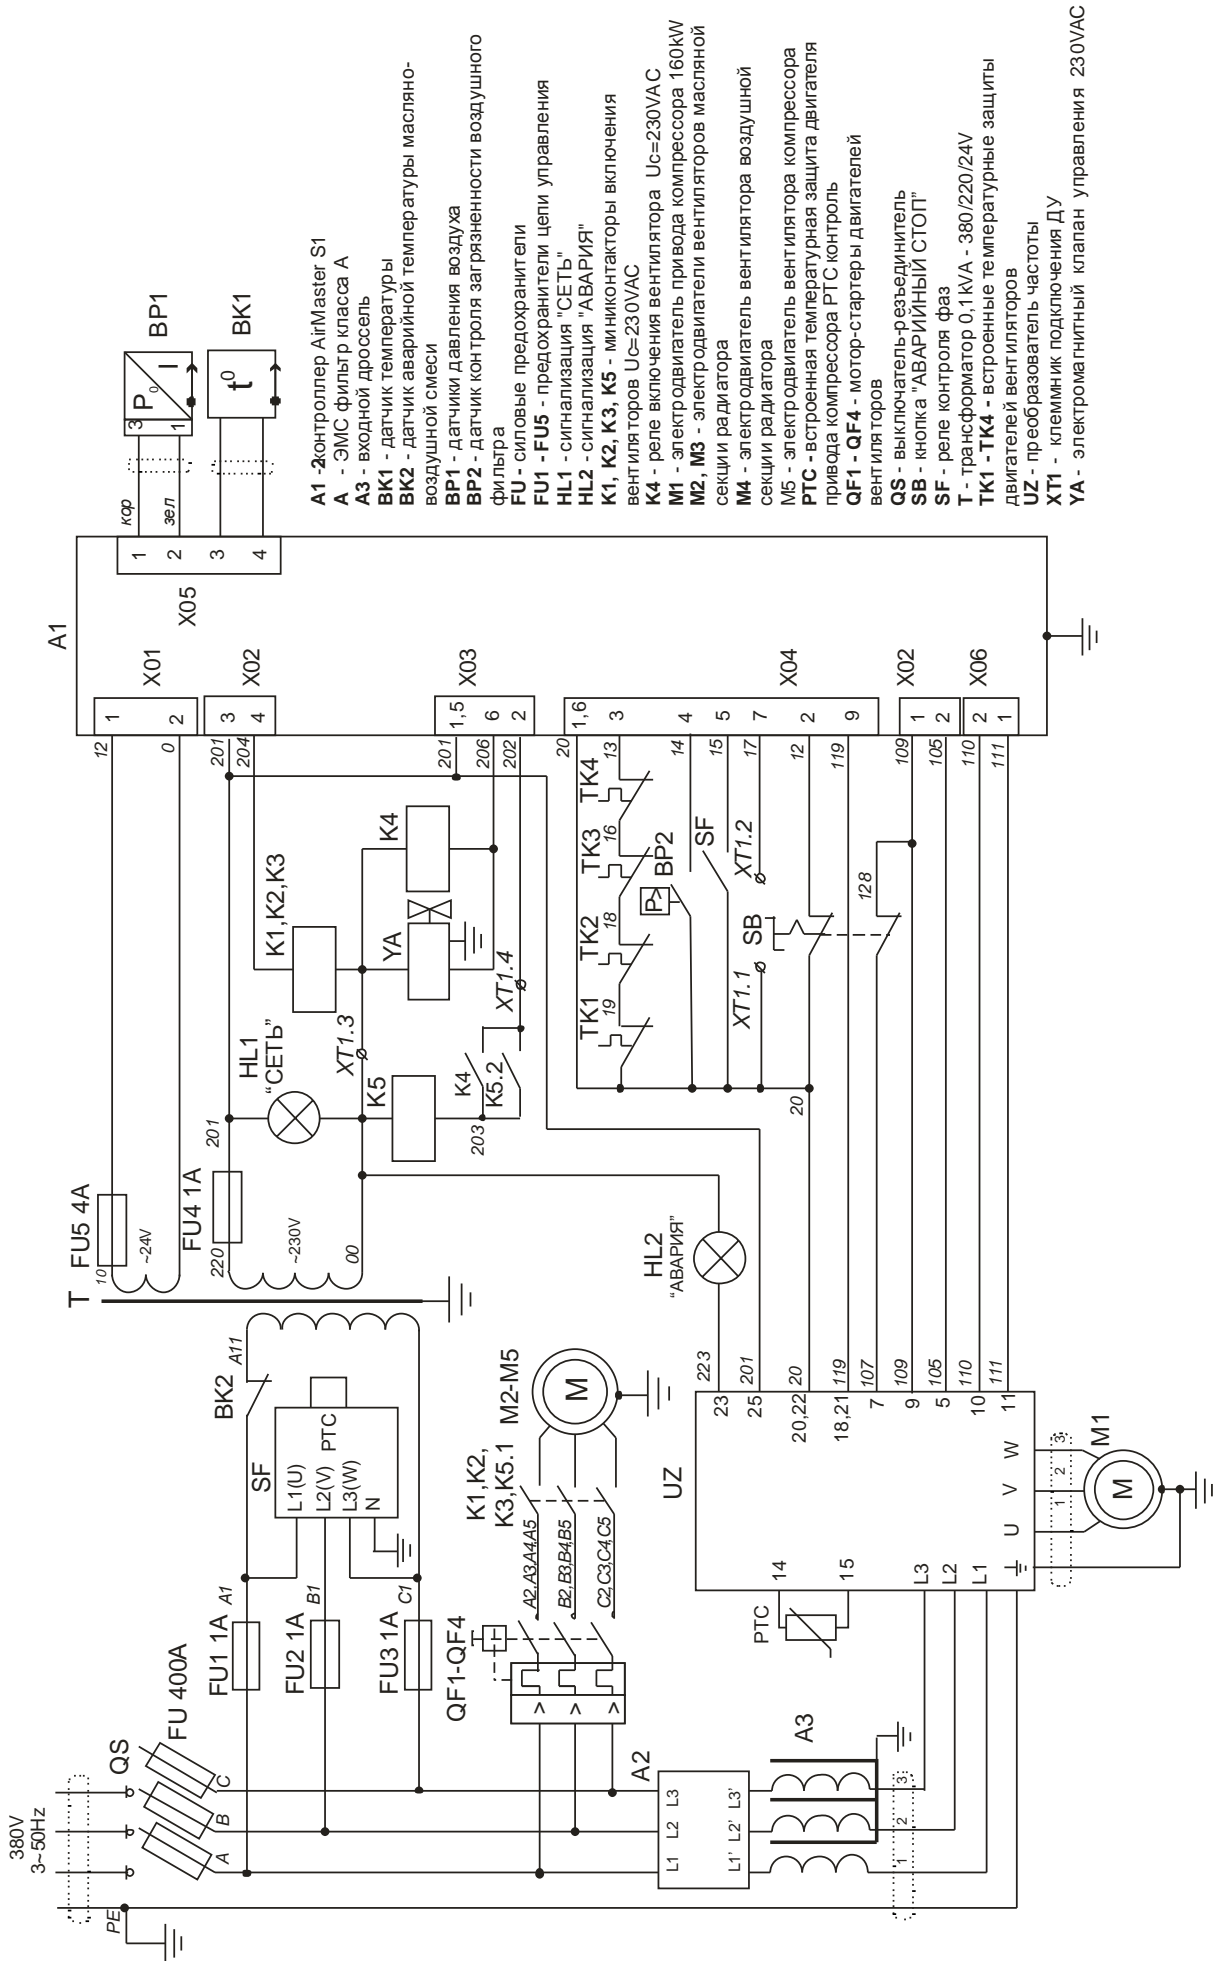 380V
3~50Hz
PE
QS
FU 400A
A
B
C
FU1 1A
A1
FU2 1A
B1
FU3 1A
C1
SF
L1(U)
L2(V)
L3(W)
N
PTC
BK2
A11
T
10
FU5 4A
~24V
220
FU4 1A
~230V
00
201
HL1
"СЕТЬ"
XT1.3
K5
203
K4
K5.2
XT1.4
K1,K2,K3
YA
K4
12
0
201
204
201
206
202
A1
X01
1
2
X02
3
4
X03
1,5
6
2
X04
1,6
3
4
5
7
2
9
X02
1
2
X06
2
1
X05
1
2
3
4
кор
зел
3
1
P0
I
BP1
t0
BK1
20
13
14
15
17
12
119
109
105
110
111
TK1
19
TK2
18
TK3
16
TK4
BP2
P>
SF
XT1.1
XT1.2
SB
128
20
HL2
"АВАРИЯ"
223
201
20
119
107
109
105
110
111
UZ
23
25
20,22
18,21
7
9
5
10
11
PTC
14
15
L3
L2
L1
U
V
W
1
2
3
M1
M
QF1-QF4
>
>
>
A2,A3,A4,A5
B2,B3,B4,B5
C2,C3,C4,C5
K1,K2,
K3,K5.1
M2-M5
M
A2
L1
L2
L3
L1'
L2'
L3'
A3
1
2
3
A1 - контроллер AirMaster S1
A2 - ЭМС фильтр класса А
A3 - входной дроссель
BK1 - датчик температуры
BK2 - датчик аварийной температуры масляно-
воздушной смеси
BP1 - датчики давления воздуха
BP2 - датчик контроля загрязненности воздушного
фильтра
FU - силовые предохранители
FU1 - FU5 - предохранители цепи управления
HL1 - сигнализация "СЕТЬ"
HL2 - сигнализация "АВАРИЯ"
K1, K2, K3, K5 - миниконтакторы включения
вентиляторов Uc=230VAC
K4 - реле включения вентилятора Uc=230VAC
M1 - электродвигатель привода компрессора 160kW
M2, M3 - электродвигатели вентиляторов масляной
секции радиатора
M4 - электродвигатель вентилятора воздушной
секции радиатора
M5 - электродвигатель вентилятора компрессора
PTC - встроенная температурная защита двигателя
привода компрессора PTC контроль
QF1 - QF4 - мотор-стартеры двигателей
вентиляторов
QS - выключатель-резъединитель
SB - кнопка "АВАРИЙНЫЙ СТОП"
SF - реле контроля фаз
T - трансформатор 0,1kVA - 380/220/24V
TK1 - TK4 - встроенные температурные защиты
двигателей вентиляторов
UZ - преобразователь частоты
XT1 - клеммник подключения ДУ
YA - электромагнитный клапан управления 230VAC